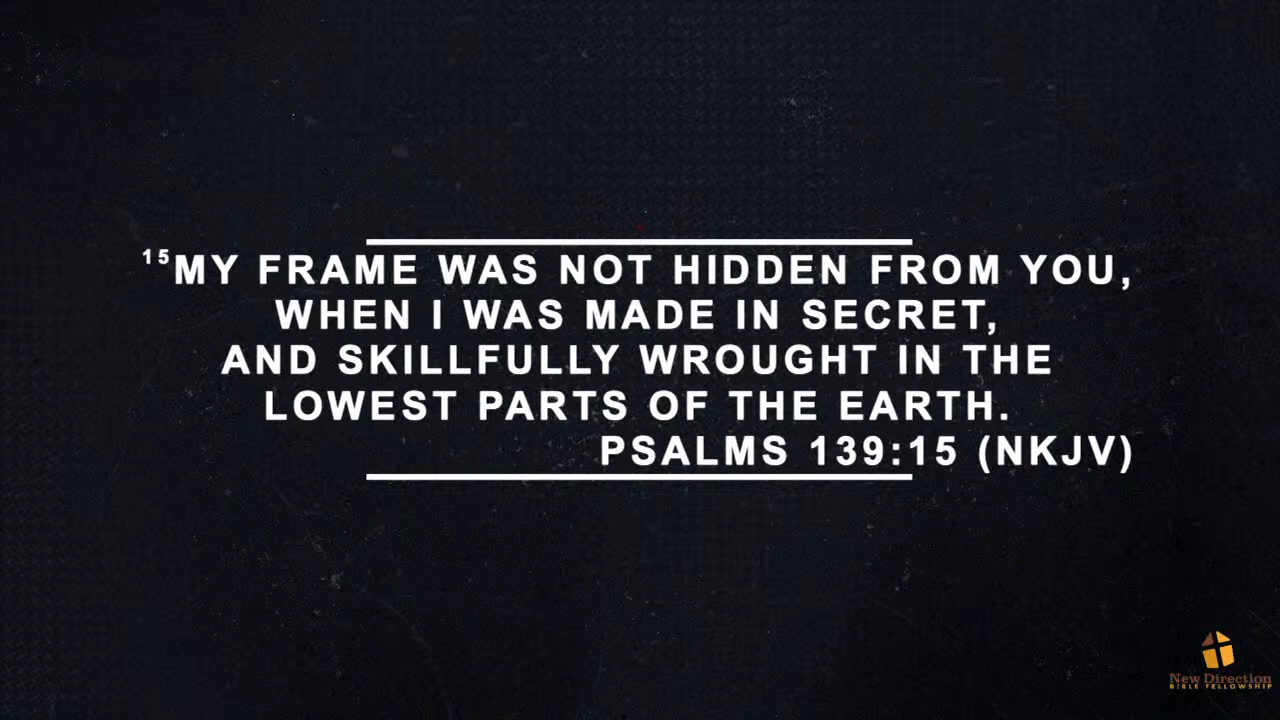 15MY FRAME WAS NOT HIDDEN FROM YOU,
WHEN I WAS MADE IN SECRET,
AND SKILLFULLY WROUGHT IN THE
LOWEST PARTS OF THE EARTH.
PSALMS 139:15 (NKJV)
New Direction
BIBLE FELLOWSHIP